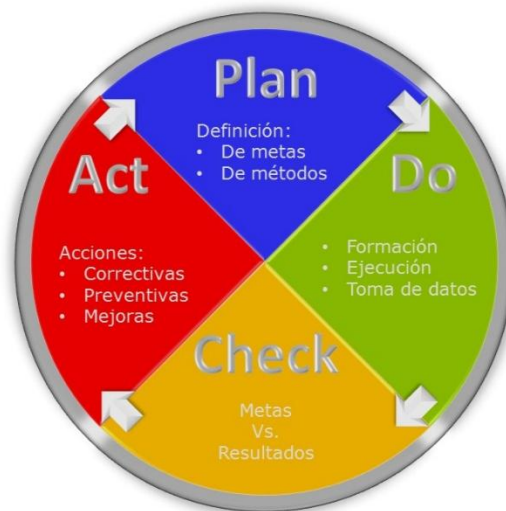 Plan
Definición:
• De metas
• De métodos
Do
• Formación
• Ejecución
• Toma de datos
Check
Metas
Vs.
Resultados
Act
Acciones:
• Correctivas
• Preventivas
• Mejoras